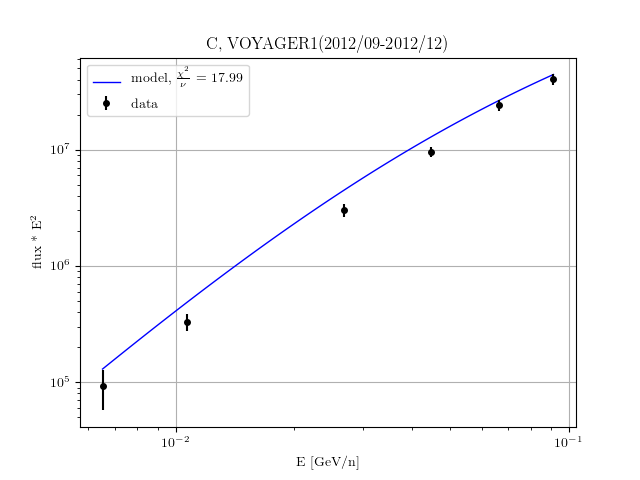 C, VOYAGER1(2012/09-2012/12)
model, χ²/ν = 17.99
data
flux * E²
10⁷
10⁶
10⁵
10⁻²
10⁻¹
E [GeV/n]